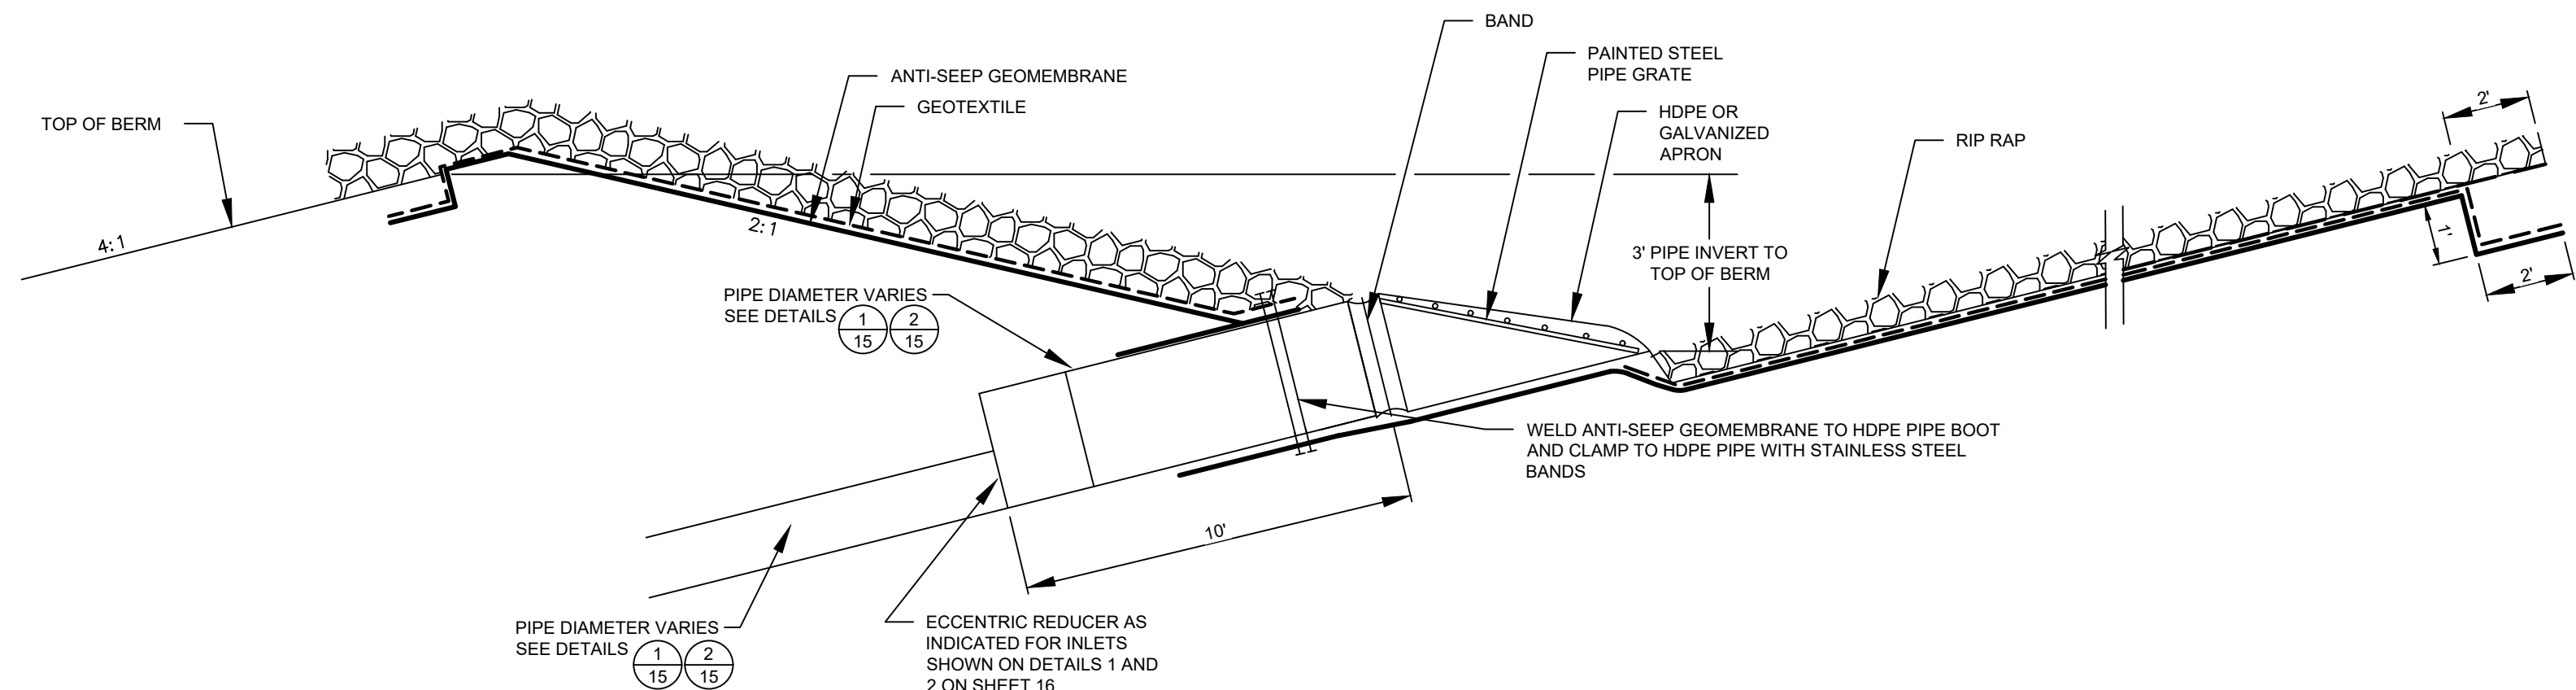 BAND
PAINTED STEEL
PIPE GRATE
ANTI-SEEP GEOMEMBRANE
GEOTEXTILE
TOP OF BERM
HDPE OR
GALVANIZED
APRON
RIP RAP
2'
4:1
2:1
3' PIPE INVERT TO
TOP OF BERM
1'
2'
PIPE DIAMETER VARIES
SEE DETAILS
1
15
2
15
WELD ANTI-SEEP GEOMEMBRANE TO HDPE PIPE BOOT
AND CLAMP TO HDPE PIPE WITH STAINLESS STEEL
BANDS
10'
PIPE DIAMETER VARIES
SEE DETAILS
1
15
2
15
ECCENTRIC REDUCER AS
INDICATED FOR INLETS
SHOWN ON DETAILS 1 AND
2 ON SHEET 16